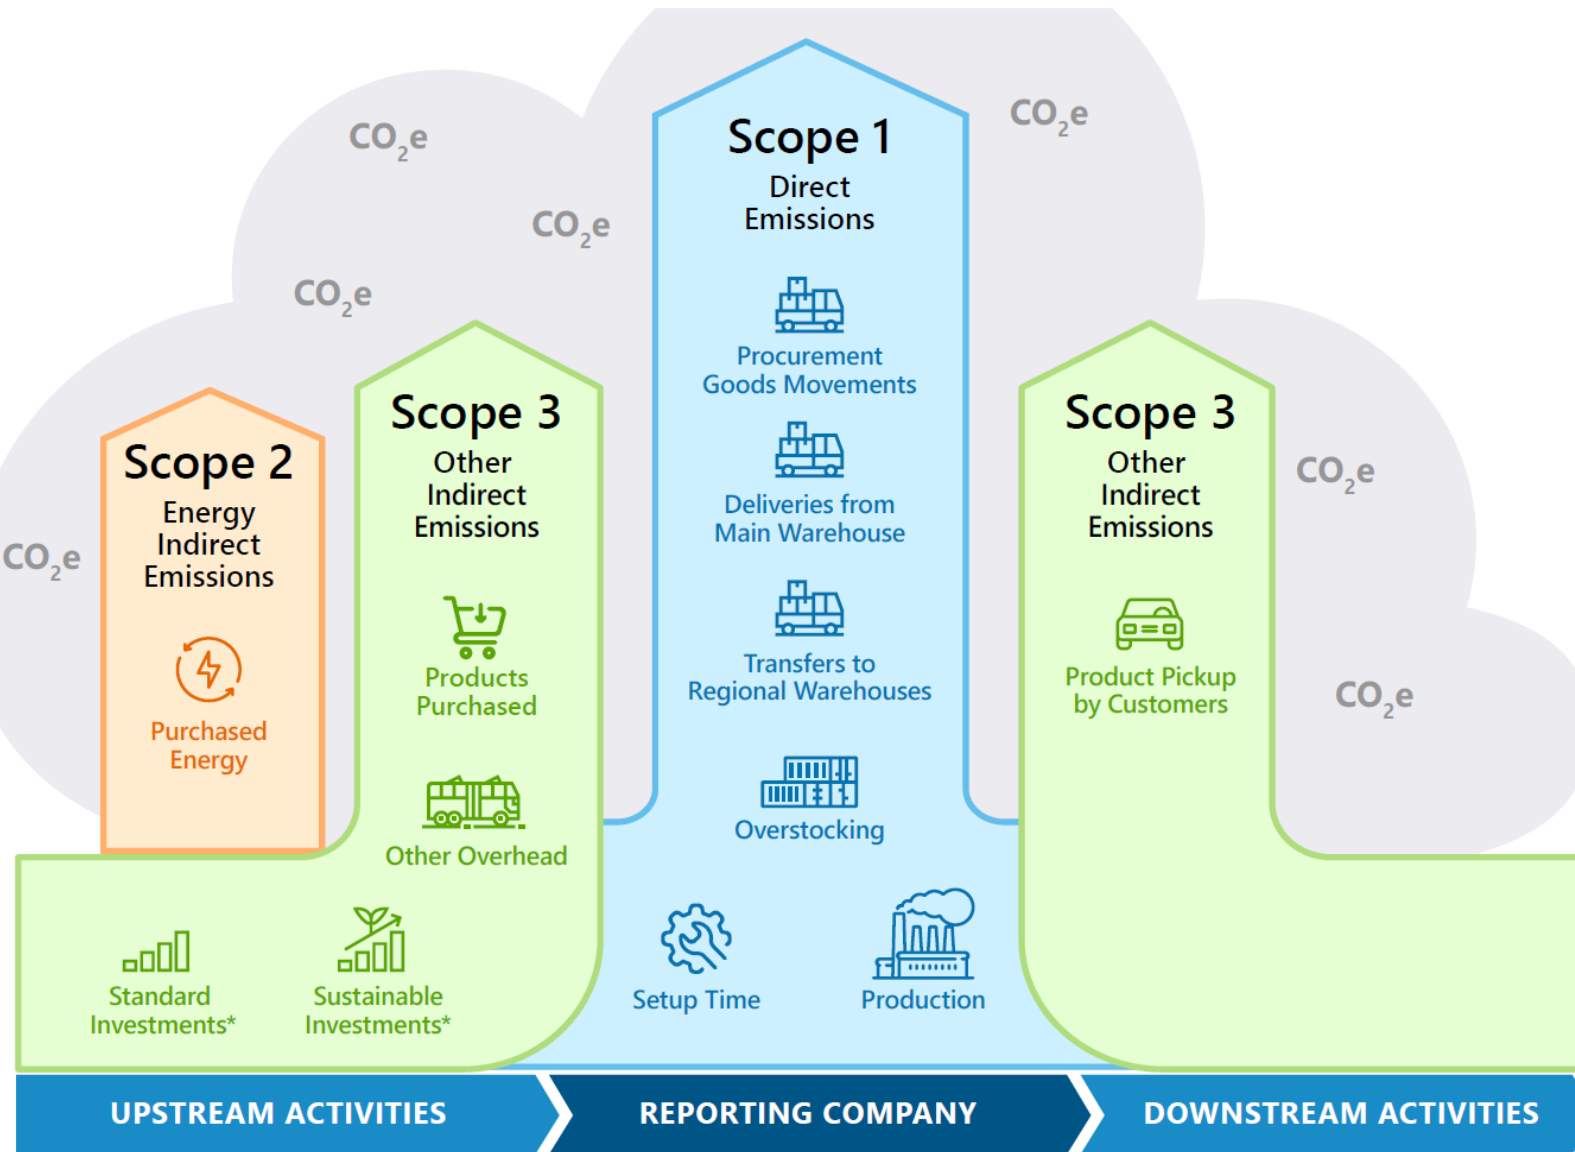 CO2e
CO2e
CO2e
CO2e
CO2e
CO2e
CO2e
Scope 1
Direct
Emissions
Procurement
Goods Movements
Deliveries from
Main Warehouse
Transfers to
Regional Warehouses
Overstocking
Setup Time
Production
Scope 2
Energy
Indirect
Emissions
Purchased
Energy
Scope 3
Other
Indirect
Emissions
Products
Purchased
Other Overhead
Standard
Investments*
Sustainable
Investments*
Scope 3
Other
Indirect
Emissions
Product Pickup
by Customers
UPSTREAM ACTIVITIES
REPORTING COMPANY
DOWNSTREAM ACTIVITIES